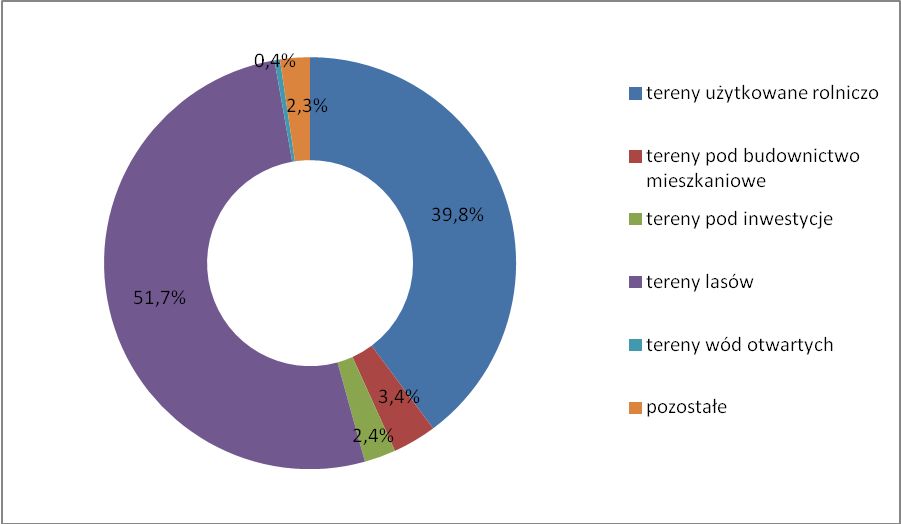 0,4%
2,3%
39,8%
51,7%
3,4%
2,4%
tereny użytkowane rolniczo
tereny pod budownictwo
mieszkaniowe
tereny pod inwestycje
tereny lasów
tereny wód otwartych
pozostałe